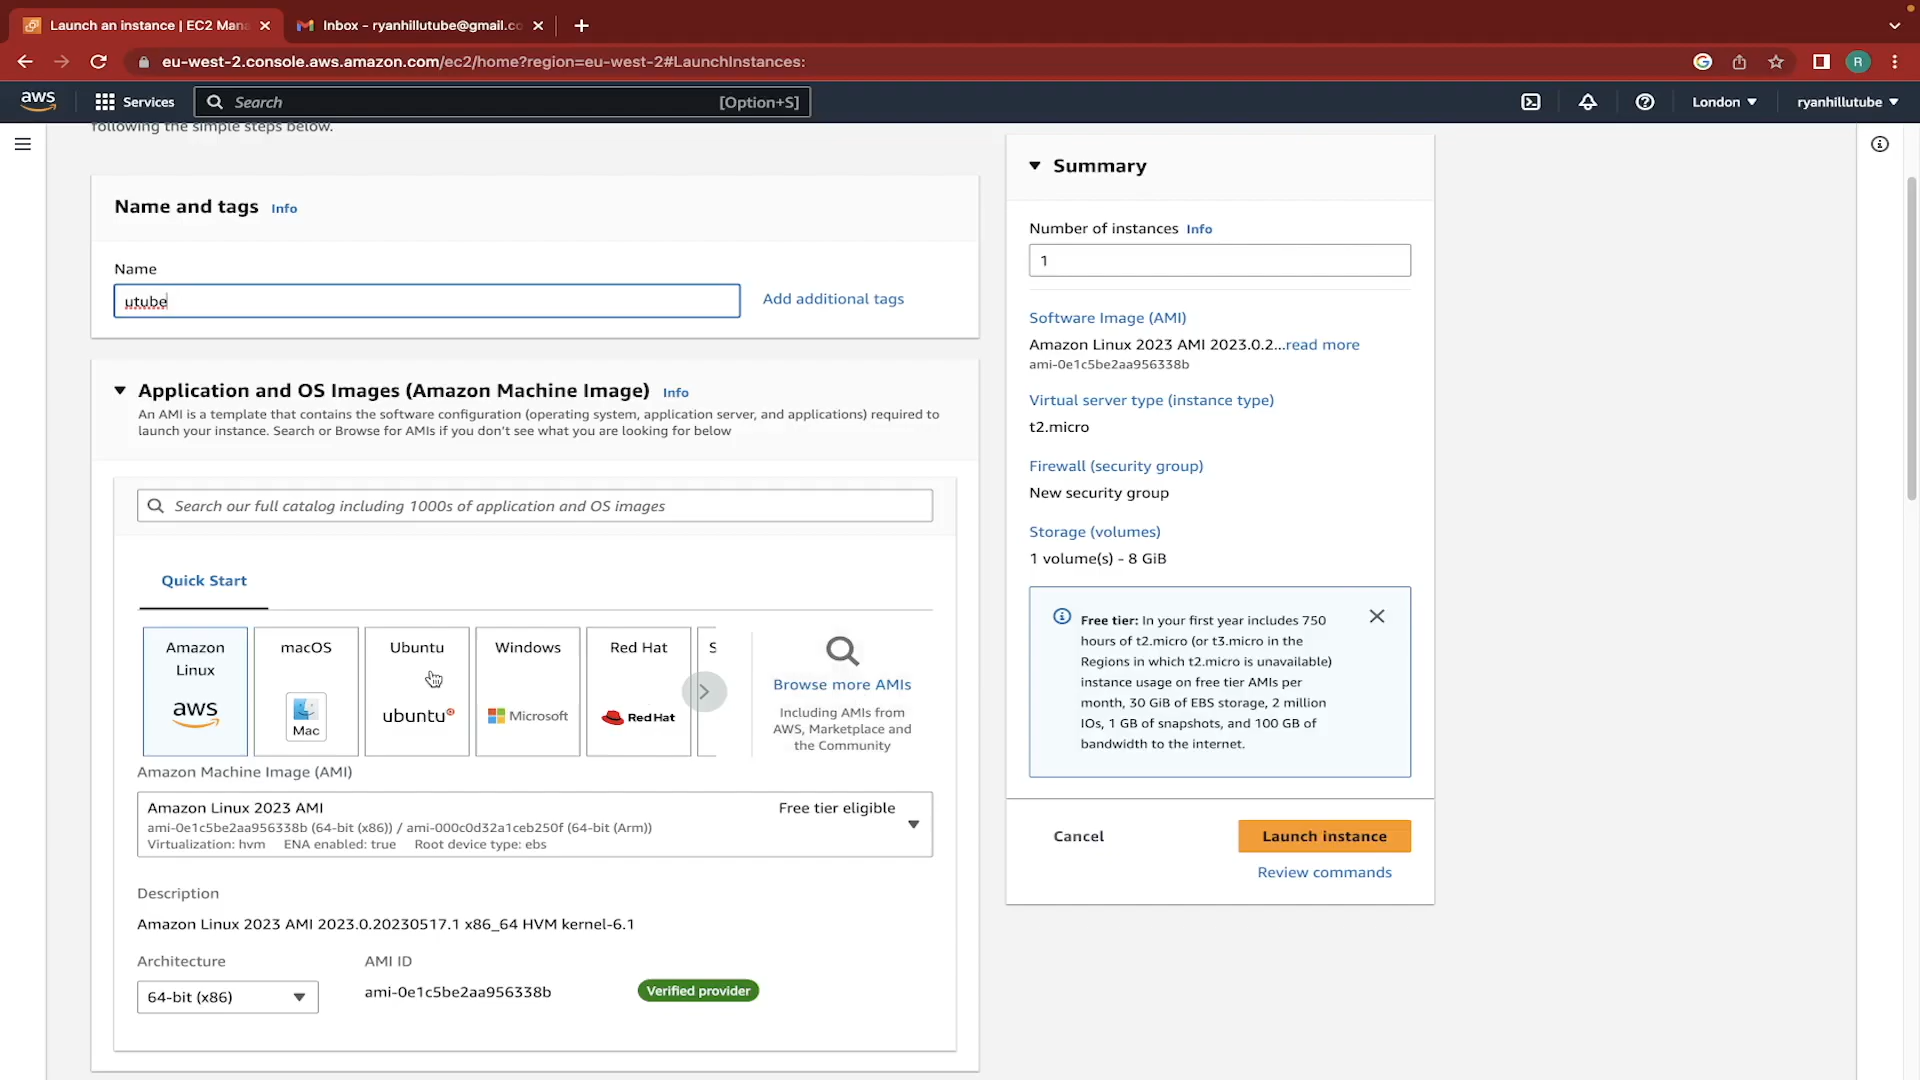 Launch an instance | EC2 Mana
Inbox - ryanhillutube@gmail.co
eu-west-2.console.aws.amazon.com/ec2/home?region=eu-west-2#LaunchInstances:
R
aws
Services
Search
[Option+S]
London
ryanhillutube
following the simple steps below.
Name and tags Info
Name
utube
Add additional tags
Application and OS Images (Amazon Machine Image) Info
An AMI is a template that contains the software configuration (operating system, application server, and applications) required to
launch your instance. Search or Browse for AMIs if you don't see what you are looking for below
Search our full catalog including 1000s of application and OS images
Quick Start
Amazon
Linux
aws
macOS
Mac
Ubuntu
ubuntu
Windows
Microsoft
Red Hat
Red Hat
S
Browse more AMIs
Including AMIs from
AWS, Marketplace and
the Community
Amazon Machine Image (AMI)
Amazon Linux 2023 AMI
Free tier eligible
ami-0e1c5be2aa956338b (64-bit (x86)) / ami-000c0d32a1ceb250f (64-bit (Arm))
Virtualization: hvm ENA enabled: true Root device type: ebs
Description
Amazon Linux 2023 AMI 2023.0.20230517.1 x86_64 HVM kernel-6.1
Architecture
64-bit (x86)
AMI ID
ami-0e1c5be2aa956338b
Verified provider
Summary
Number of instances Info
1
Software Image (AMI)
Amazon Linux 2023 AMI 2023.0.2...read more
ami-0e1c5be2aa956338b
Virtual server type (instance type)
t2.micro
Firewall (security group)
New security group
Storage (volumes)
1 volume(s) - 8 GiB
Free tier: In your first year includes 750
hours of t2.micro (or t3.micro in the
Regions in which t2.micro is unavailable)
instance usage on free tier AMIs per
month, 30 GiB of EBS storage, 2 million
IOs, 1 GB of snapshots, and 100 GB of
bandwidth to the internet.
Cancel
Launch instance
Review commands